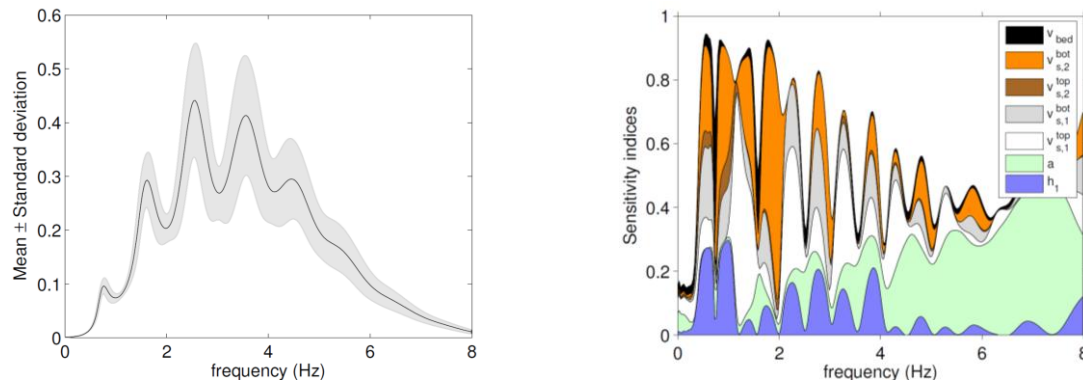 0.6
0.5
0.4
0.3
0.2
0.1
0
0 2 4 6 8
Mean ± Standard deviation
frequency (Hz)
1
0.8
0.6
0.4
0.2
0
0 2 4 6 8
Sensitivity indices
frequency (Hz)
v bed
v bot s,2
v top s,2
v bot s,1
v top s,1
a
h1